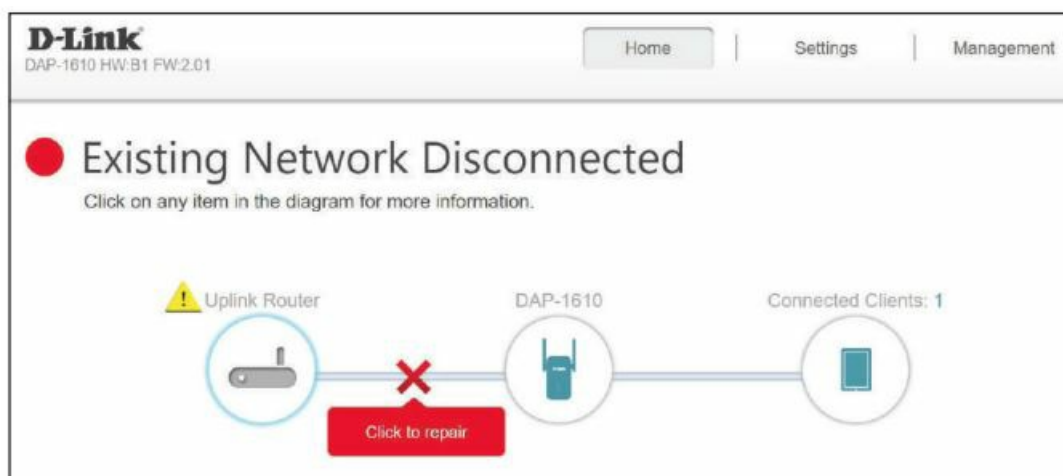 D-Link
DAP-1610 HW:B1 FW:2.01
Home | Settings | Management
Existing Network Disconnected
Click on any item in the diagram for more information.
! Uplink Router
DAP-1610
Connected Clients: 1
Click to repair